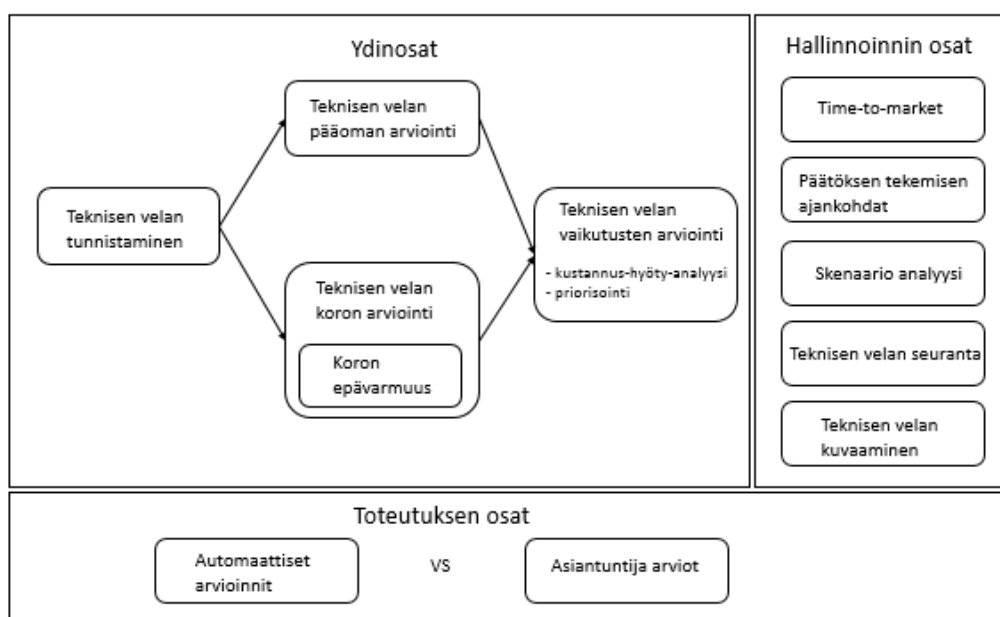 Ydinosat
Teknisen velan
pääoman arviointi
Teknisen velan
tunnistaminen
Teknisen velan
koron arviointi
Koron
epävarmuus
Teknisen velan
vaikutusten arviointi
- kustannus-hyöty-analyysi
- priorisointi
Hallinnoinnin osat
Time-to-market
Päätöksen tekemisen
ajankohdat
Skenaario analyysi
Teknisen velan seuranta
Teknisen velan
kuvaaminen
Toteutuksen osat
Automaattiset
arvioinnit
VS
Asiantuntija arviot